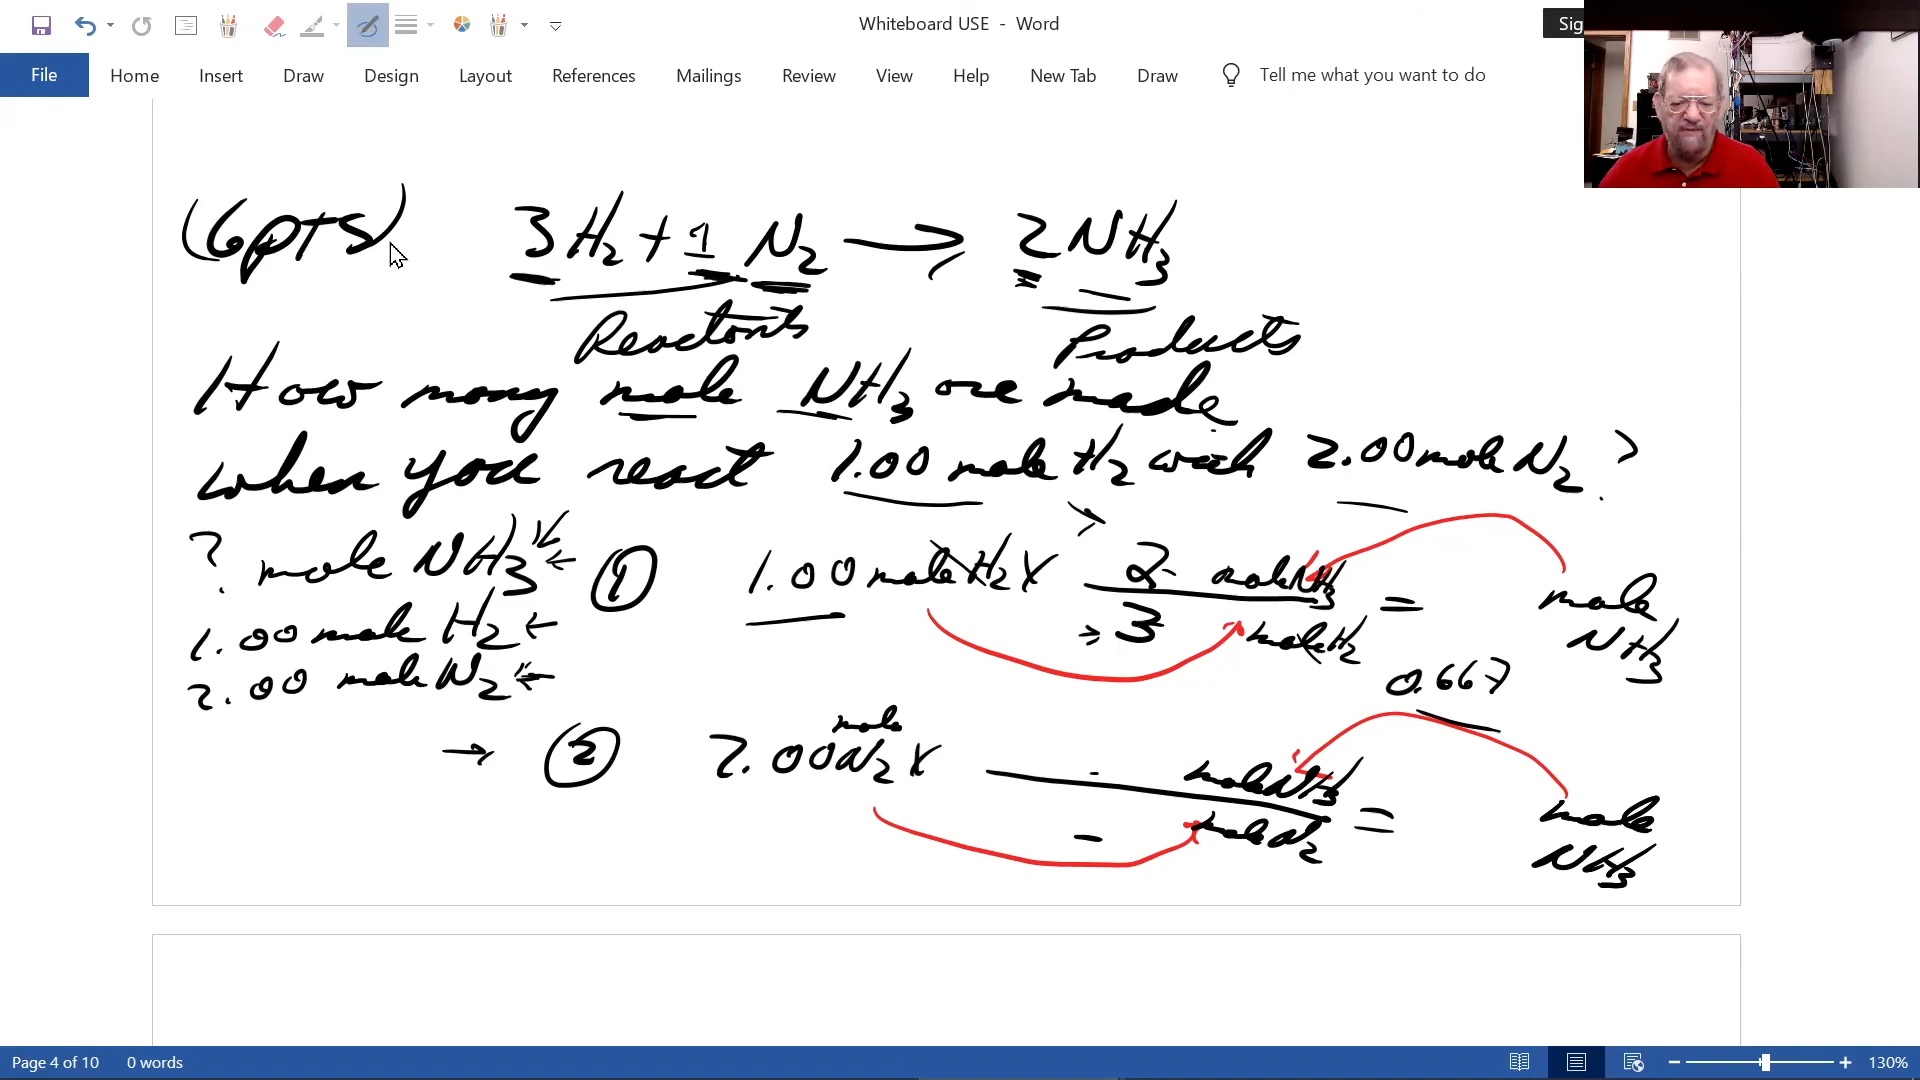 Whiteboard USE - Word
Sig
File Home Insert Draw Design Layout References Mailings Review View Help New Tab Draw Tell me what you want to do
(6pts) 3H₂ + 1 N₂ → 2NH₃
Reactants Products
How many mole NH₃ are made
when you react 1.00 mole H₂ with 2.00 mole N₂?
? mole NH₃
1.00 mole H₂
2.00 mole N₂
① 1.00 mole H₂ X 2 mole NH₃ = 0.667 mole NH₃
3 mole H₂
→ ② 2.00 mole N₂ X mole NH₃ = mole NH₃
mole N₂
Page 4 of 10 0 words 130%